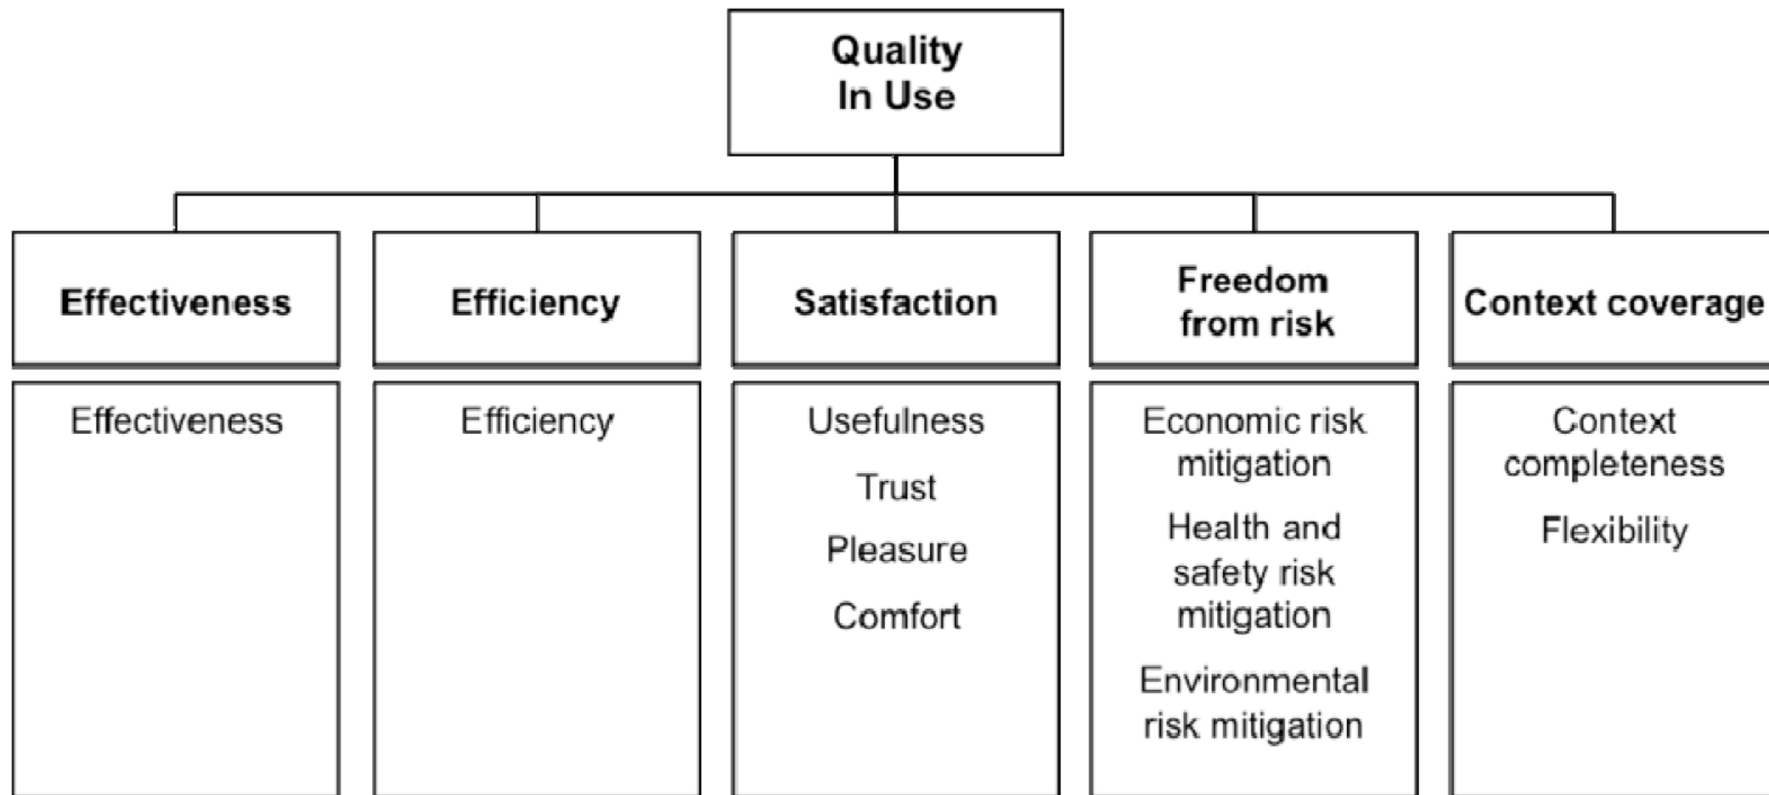 Quality
In Use
Effectiveness
Efficiency
Satisfaction
Freedom
from risk
Context coverage
Effectiveness
Efficiency
Usefulness
Trust
Pleasure
Comfort
Economic risk
mitigation
Health and
safety risk
mitigation
Environmental
risk mitigation
Context
completeness
Flexibility